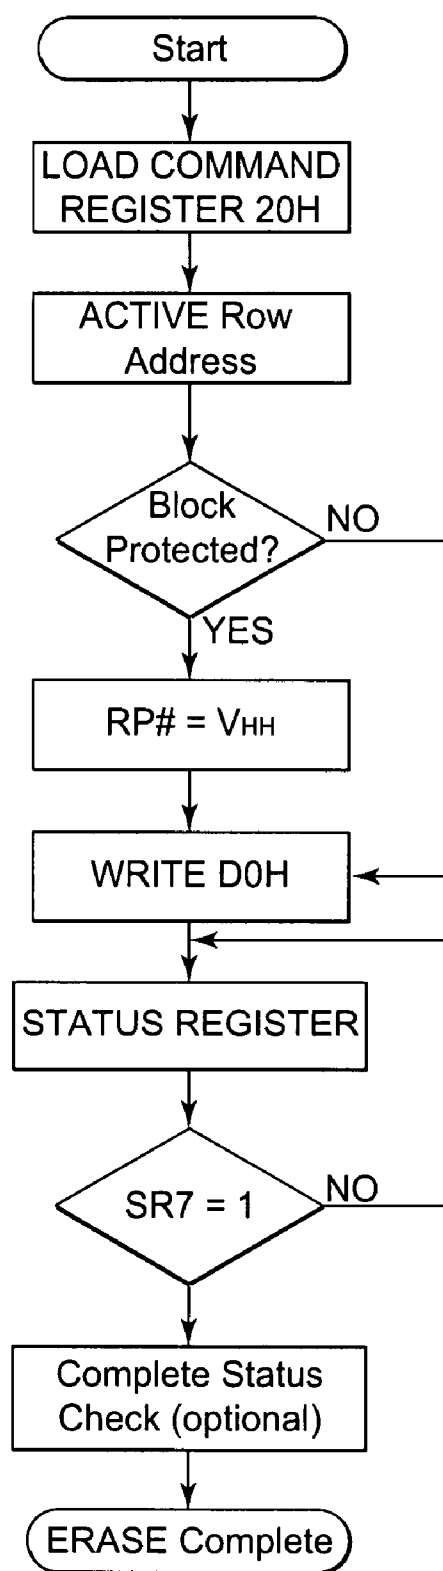 Start
LOAD COMMAND
REGISTER 20H
ACTIVE Row
Address
Block
Protected?
NO
YES
RP# = VHH
WRITE D0H
STATUS REGISTER
SR7 = 1
NO
Complete Status
Check (optional)
ERASE Complete